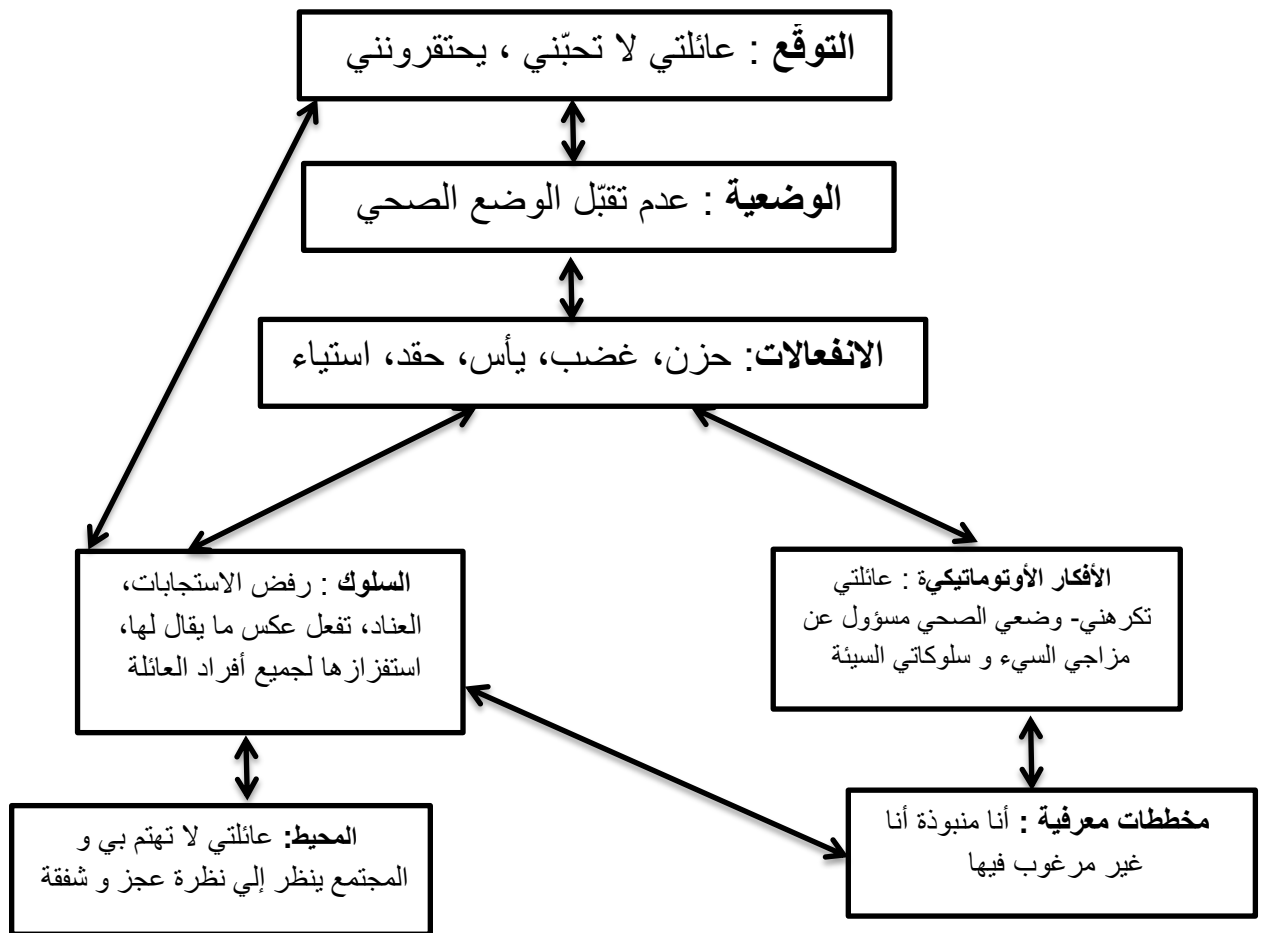 التوقّع : عائلتي لا تحبّني ، يحتقرونني
الوضعية : عدم تقبّل الوضع الصحي
الانفعالات: حزن، غضب، يأس، حقد، استياء
الأفكار الأوتوماتيكية : عائلتي
تكرهني- وضعي الصحي مسؤول عن
مزاجي السيء و سلوكاتي السيئة
السلوك : رفض الاستجابات،
العناد، تفعل عكس ما يقال لها،
استفزازها لجميع أفراد العائلة
مخططات معرفية : أنا منبوذة أنا
غير مرغوب فيها
المحيط: عائلتي لا تهتم بي و
المجتمع ينظر إلي نظرة عجز و شفقة